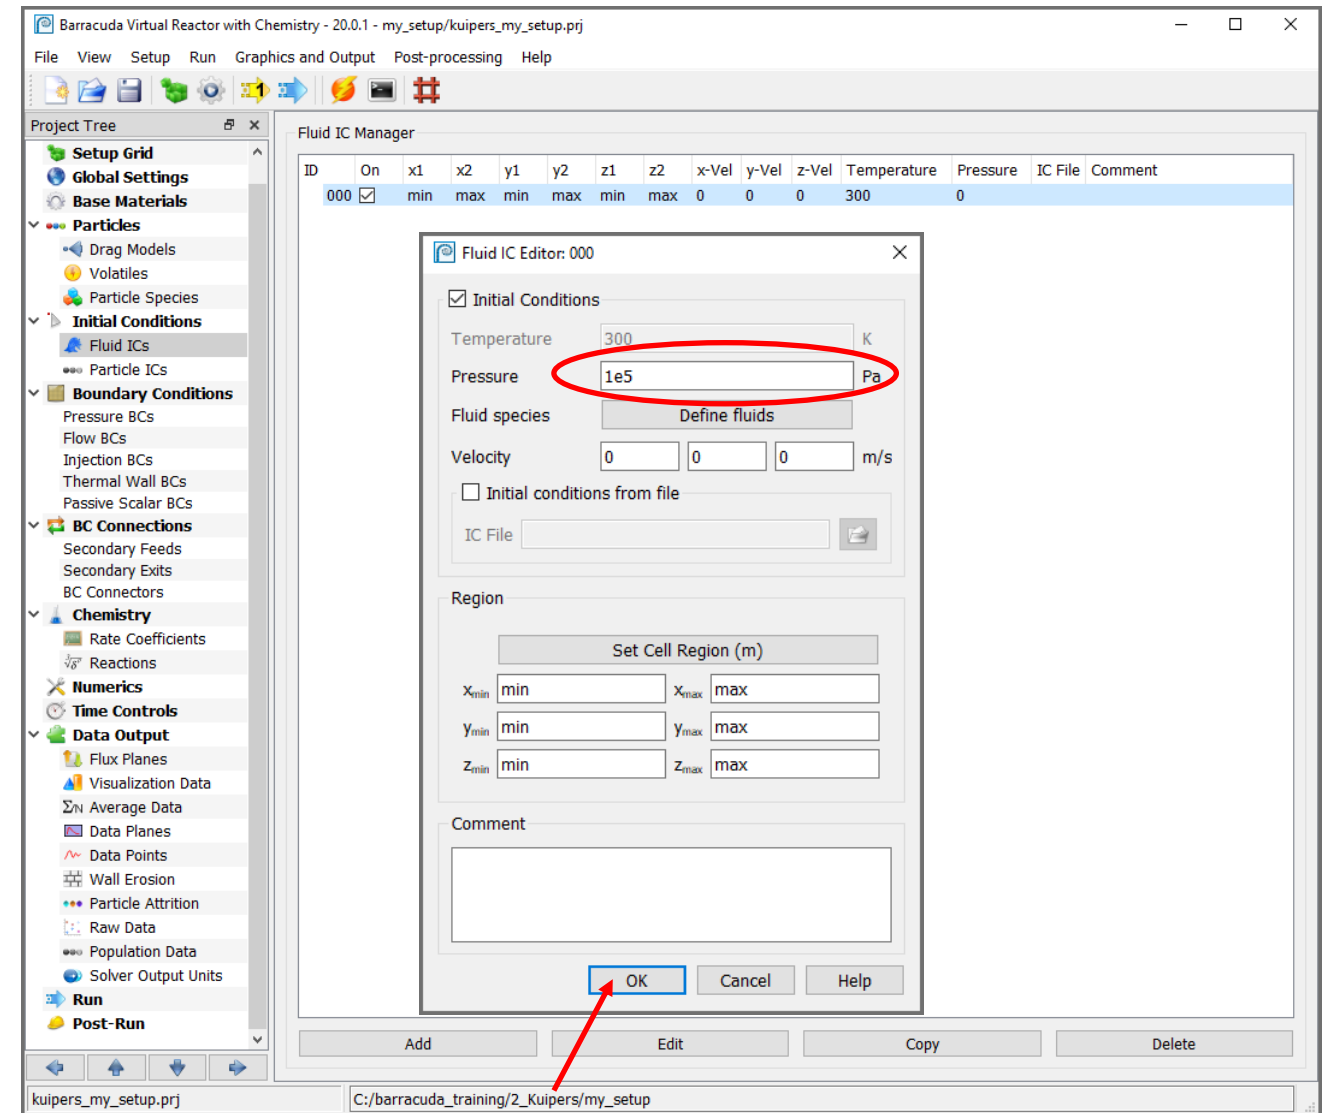 Barracuda Virtual Reactor with Chemistry - 20.0.1 - my_setup/kuipers_my_setup.prj
File View Setup Run Graphics and Output Post-processing Help
Project Tree
Setup Grid
Global Settings
Base Materials
Particles
Drag Models
Volatiles
Particle Species
Initial Conditions
Fluid ICs
Particle ICs
Boundary Conditions
Pressure BCs
Flow BCs
Injection BCs
Thermal Wall BCs
Passive Scalar BCs
BC Connections
Secondary Feeds
Secondary Exits
BC Connectors
Chemistry
Rate Coefficients
Reactions
Numerics
Time Controls
Data Output
Flux Planes
Visualization Data
Average Data
Data Planes
Data Points
Wall Erosion
Particle Attrition
Raw Data
Population Data
Solver Output Units
Run
Post-Run
Fluid IC Manager
ID On x1 x2 y1 y2 z1 z2 x-Vel y-Vel z-Vel Temperature Pressure IC File Comment
000 min max min max min max 0 0 0 300 0
Fluid IC Editor: 000
Initial Conditions
Temperature 300 K
Pressure 1e5 Pa
Fluid species Define fluids
Velocity 0 0 0 m/s
Initial conditions from file
IC File
Region
Set Cell Region (m)
xmin min xmax max
ymin min ymax max
zmin min zmax max
Comment
OK Cancel Help
Add Edit Copy Delete
kuipers_my_setup.prj C:/barracuda_training/2_Kuipers/my_setup